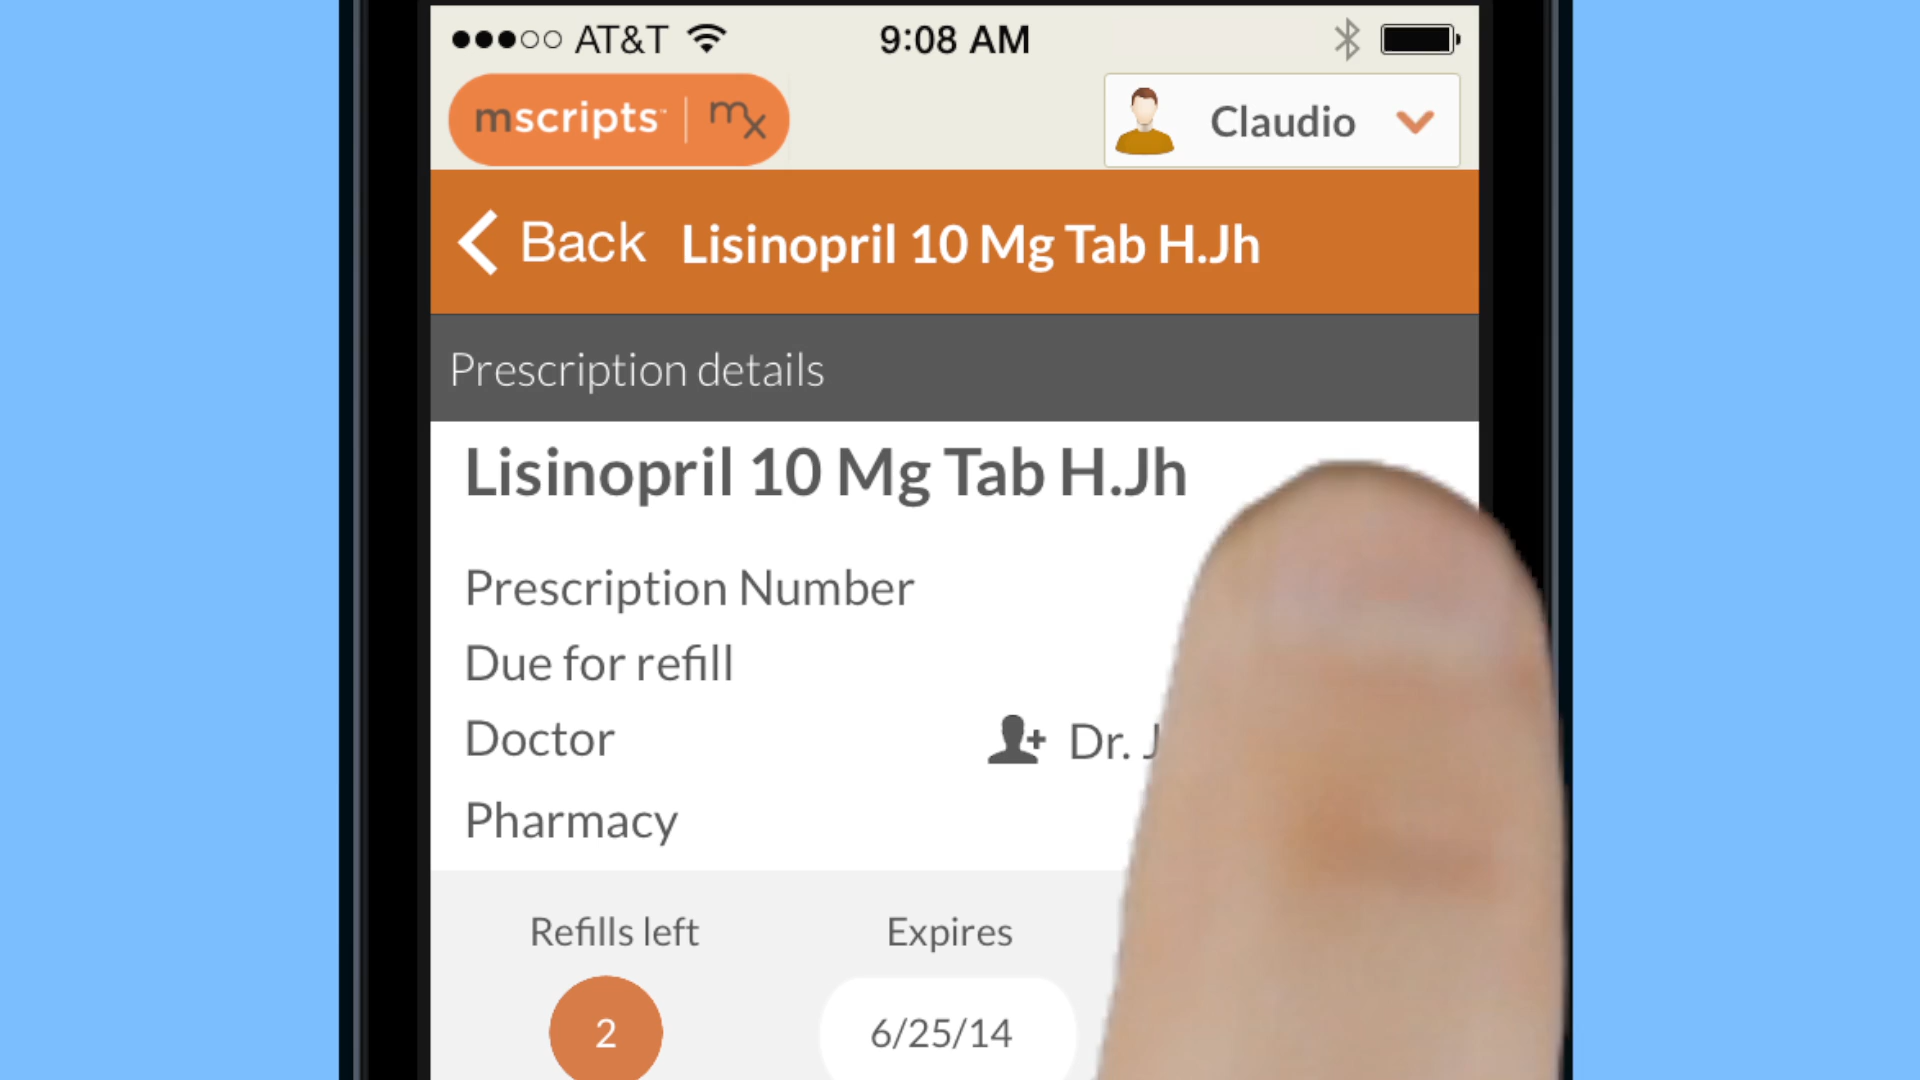 AT&T 9:08 AM
mscripts™ | mx Claudio
Back Lisinopril 10 Mg Tab H.Jh
Prescription details
Lisinopril 10 Mg Tab H.Jh
Prescription Number
Due for refill
Doctor Dr. J
Pharmacy
Refills left Expires
2 6/25/14